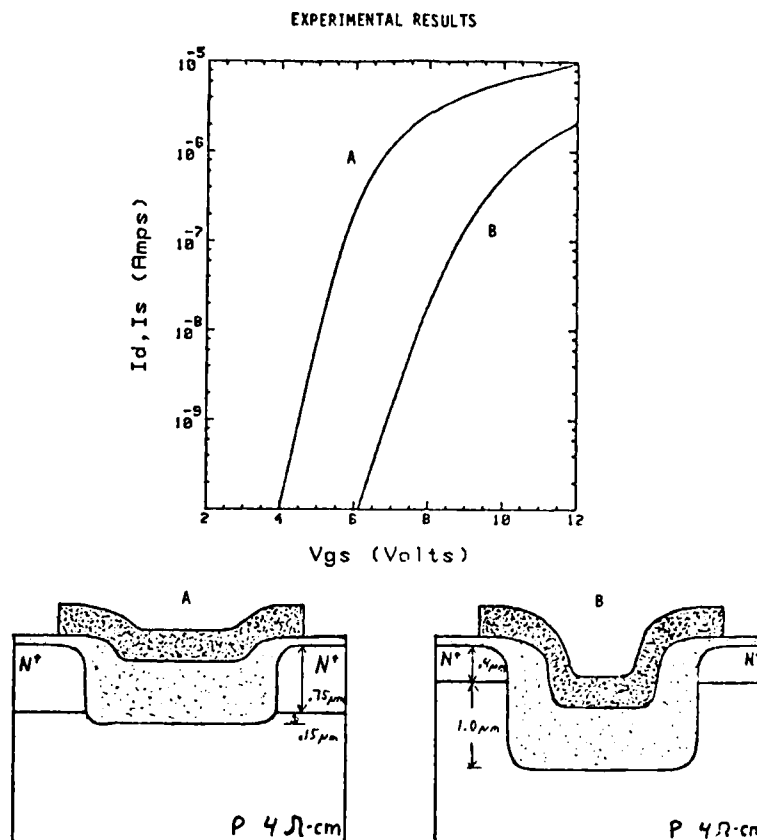 EXPERIMENTAL RESULTS
10^-5
10^-6
10^-7
10^-8
10^-9
Id,Is (Amps)
A
B
2 4 6 8 10 12
Vgs (Volts)
A
N⁺ N⁺
.75μm
.15μm
P 4 Ω-cm
B
N⁺ N⁺
.4μm
1.0μm
P 4 Ω-cm